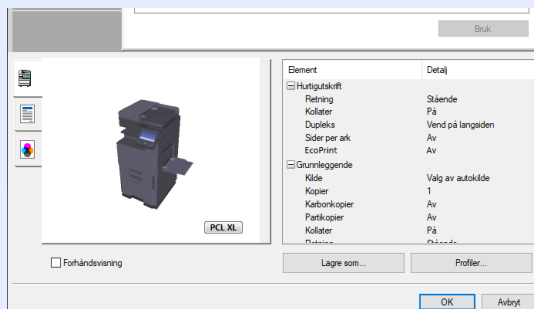 Bruk
Element Detalj
Hurtigutskrift
Retning Stående
Kollater På
Dupleks Vend på langsiden
Sider per ark Av
EcoPrint Av
Grunnleggende
Kilde Valg av autokilde
Kopier 1
Karbonkopier Av
Partikopier Av
Kollater På
Retning Stående
PCL XL
Forhåndsvisning
Lagre som... Profiler...
OK Avbryt